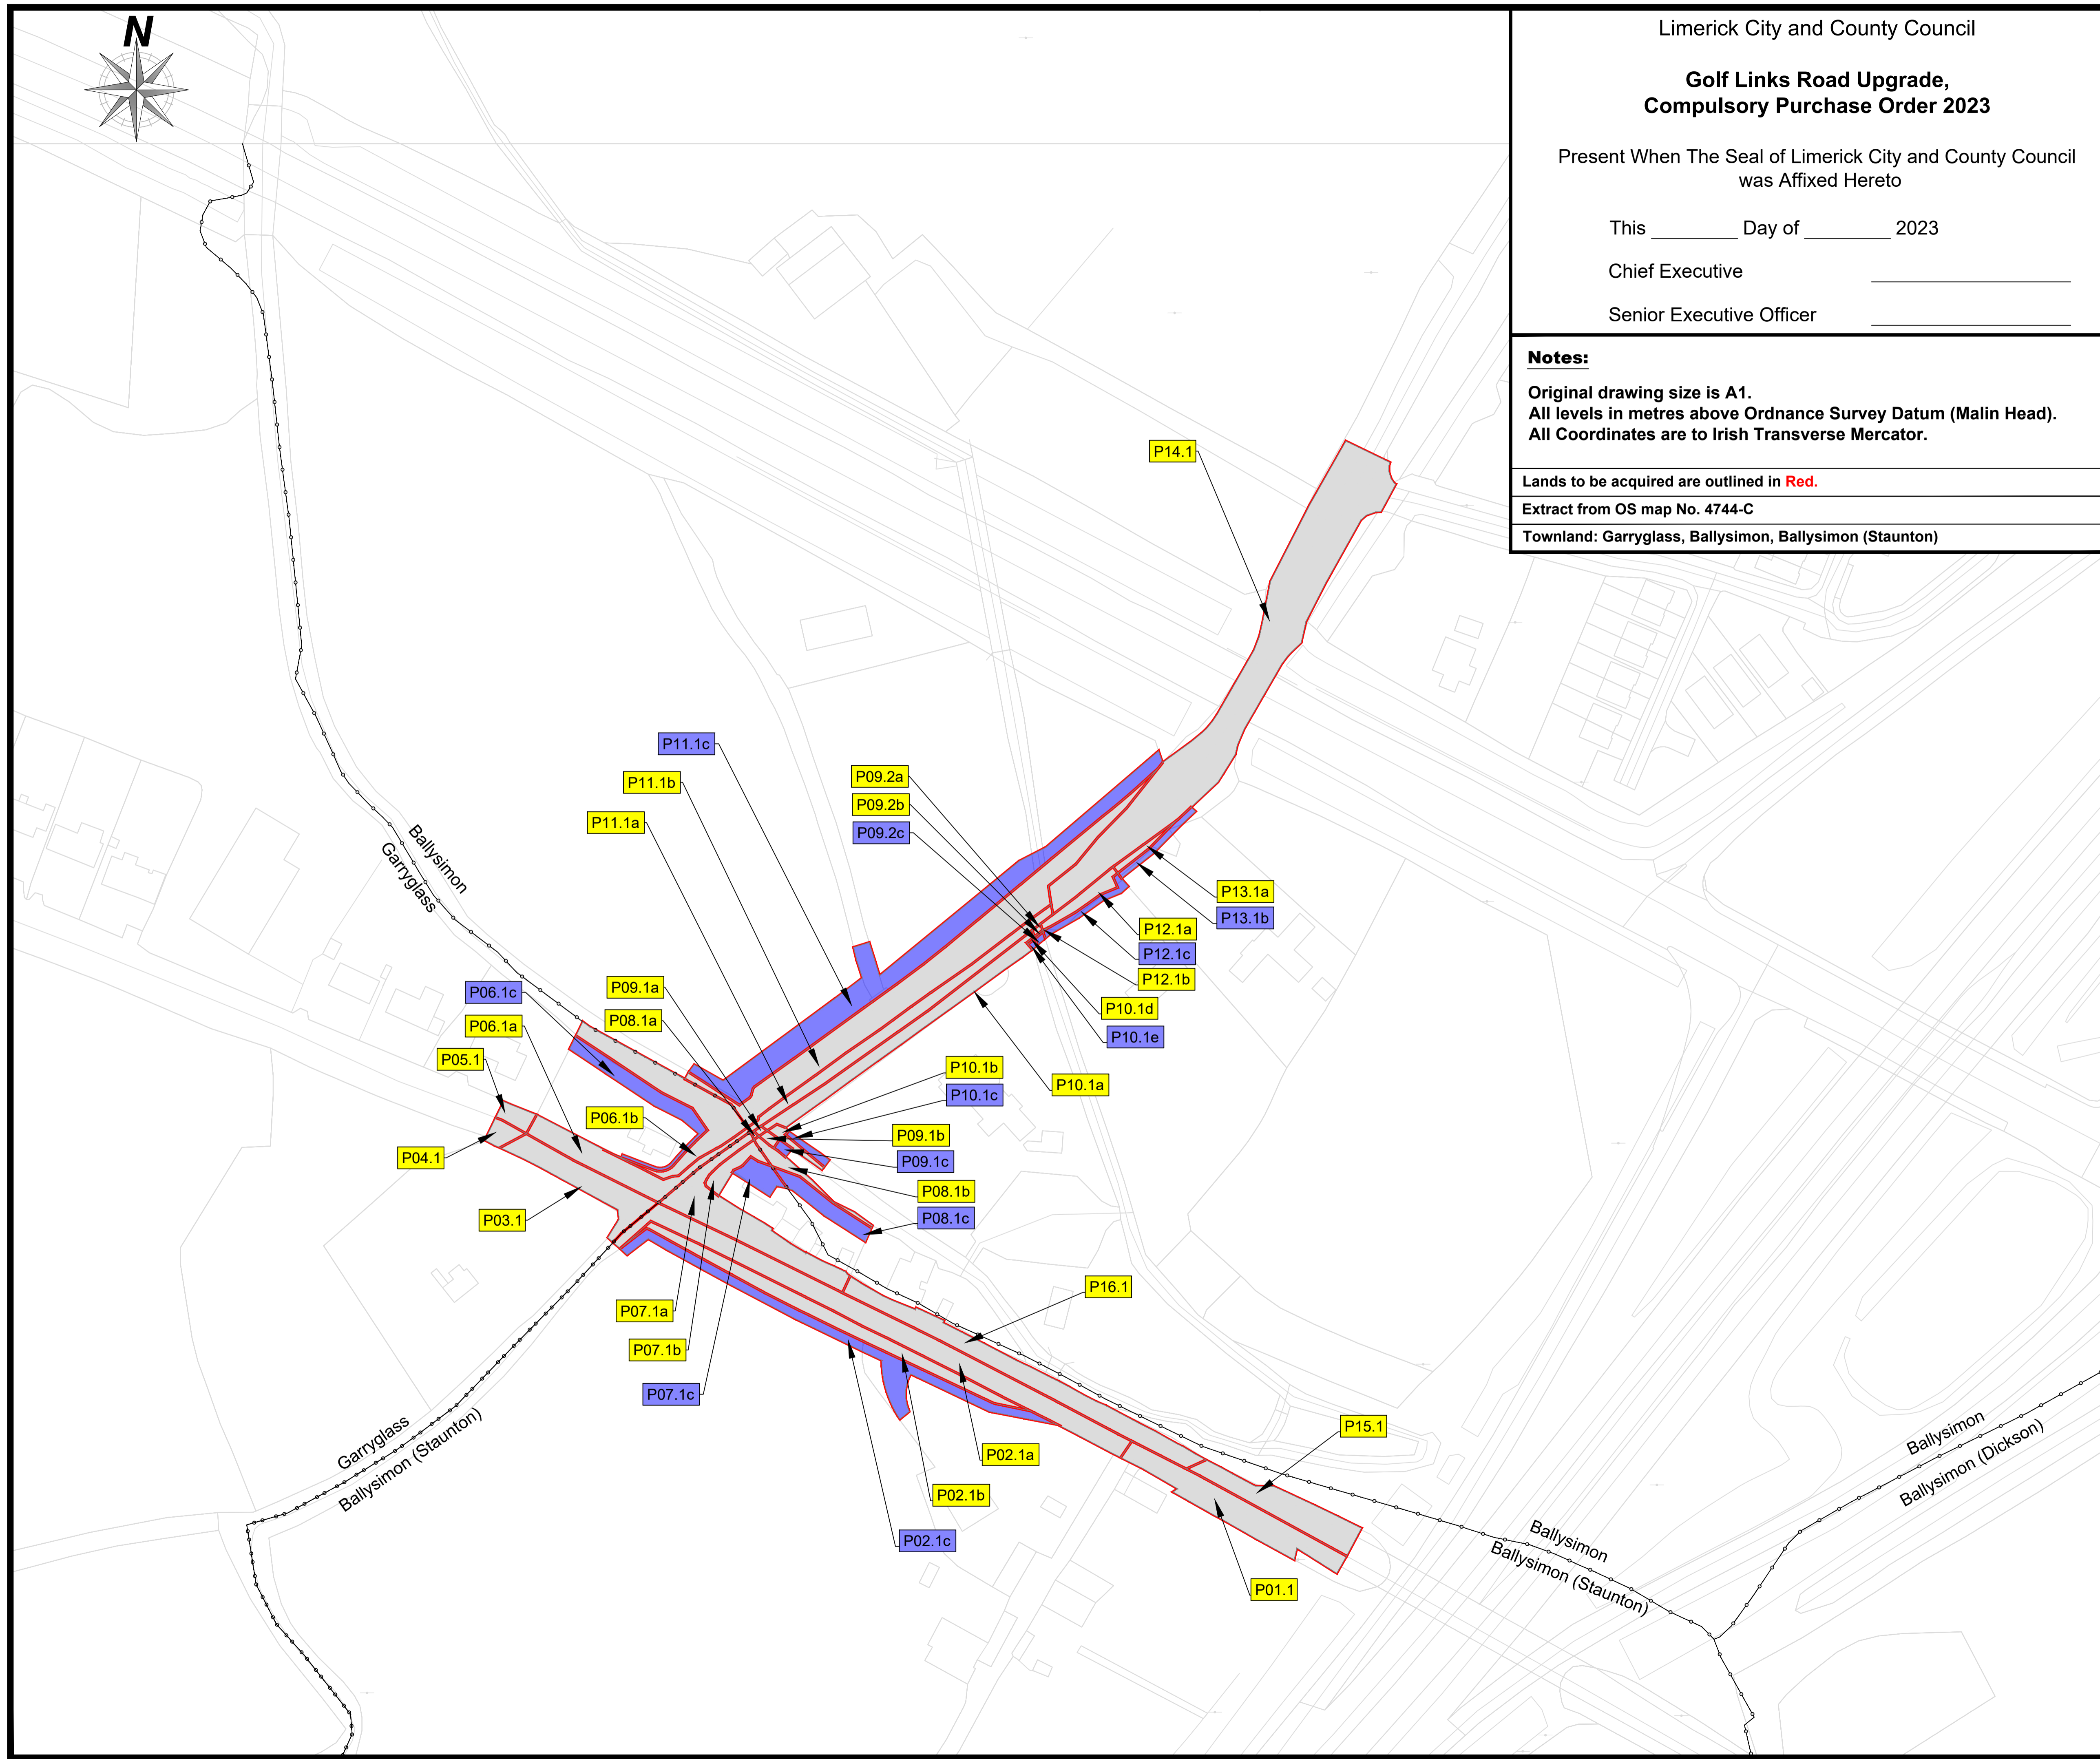 N
Limerick City and County Council
Golf Links Road Upgrade,
Compulsory Purchase Order 2023
Present When The Seal of Limerick City and County Council
was Affixed Hereto
This ________ Day of ________ 2023
Chief Executive
Senior Executive Officer
Notes:
Original drawing size is A1.
All levels in metres above Ordnance Survey Datum (Malin Head).
All Coordinates are to Irish Transverse Mercator.
Lands to be acquired are outlined in Red.
Extract from OS map No. 4744-C
Townland: Garryglass, Ballysimon, Ballysimon (Staunton)
P14.1
P11.1c
P11.1b
P11.1a
P09.2a
P09.2b
P09.2c
Ballysimon
Garryglass
P13.1a
P13.1b
P12.1a
P12.1c
P12.1b
P10.1d
P10.1e
P10.1a
P09.1a
P08.1a
P06.1c
P06.1a
P05.1
P06.1b
P04.1
P03.1
P10.1b
P10.1c
P09.1b
P09.1c
P08.1b
P08.1c
P16.1
P07.1a
P07.1b
P07.1c
P15.1
P02.1a
P02.1b
P02.1c
P01.1
Garryglass
Ballysimon (Staunton)
Ballysimon
Ballysimon (Staunton)
Ballysimon
Ballysimon (Dickson)